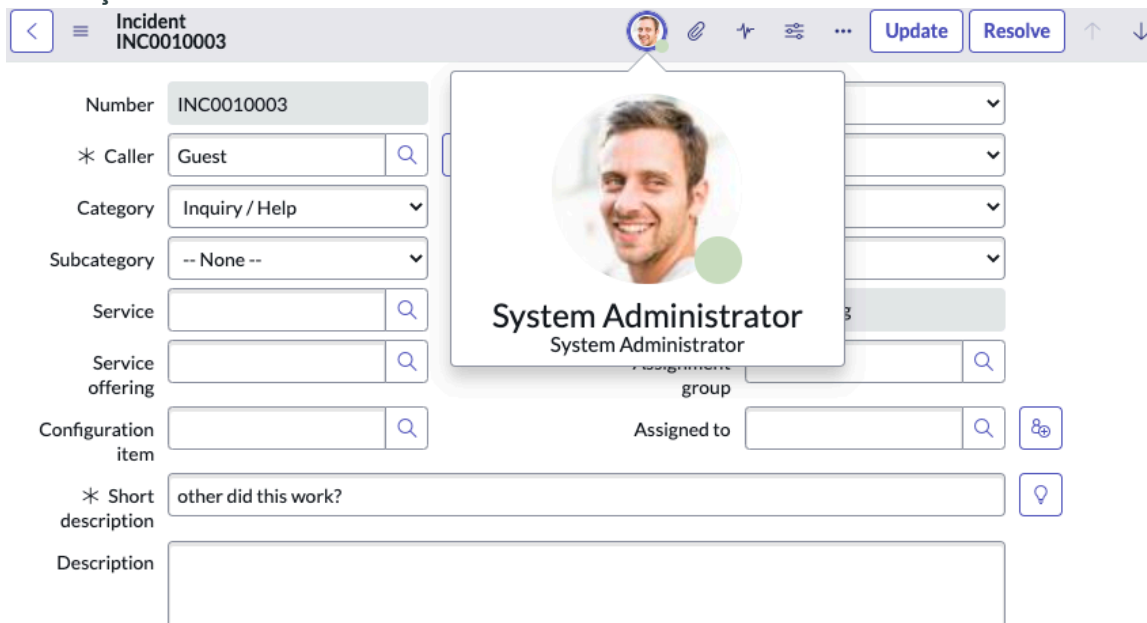 Incident
INC0010003
Update
Resolve
Number
INC0010003
Caller
Guest
Category
Inquiry / Help
Subcategory
-- None --
Service
Service
offering
Configuration
item
System Administrator
System Administrator
group
Assigned to
Short
description
other did this work?
Description